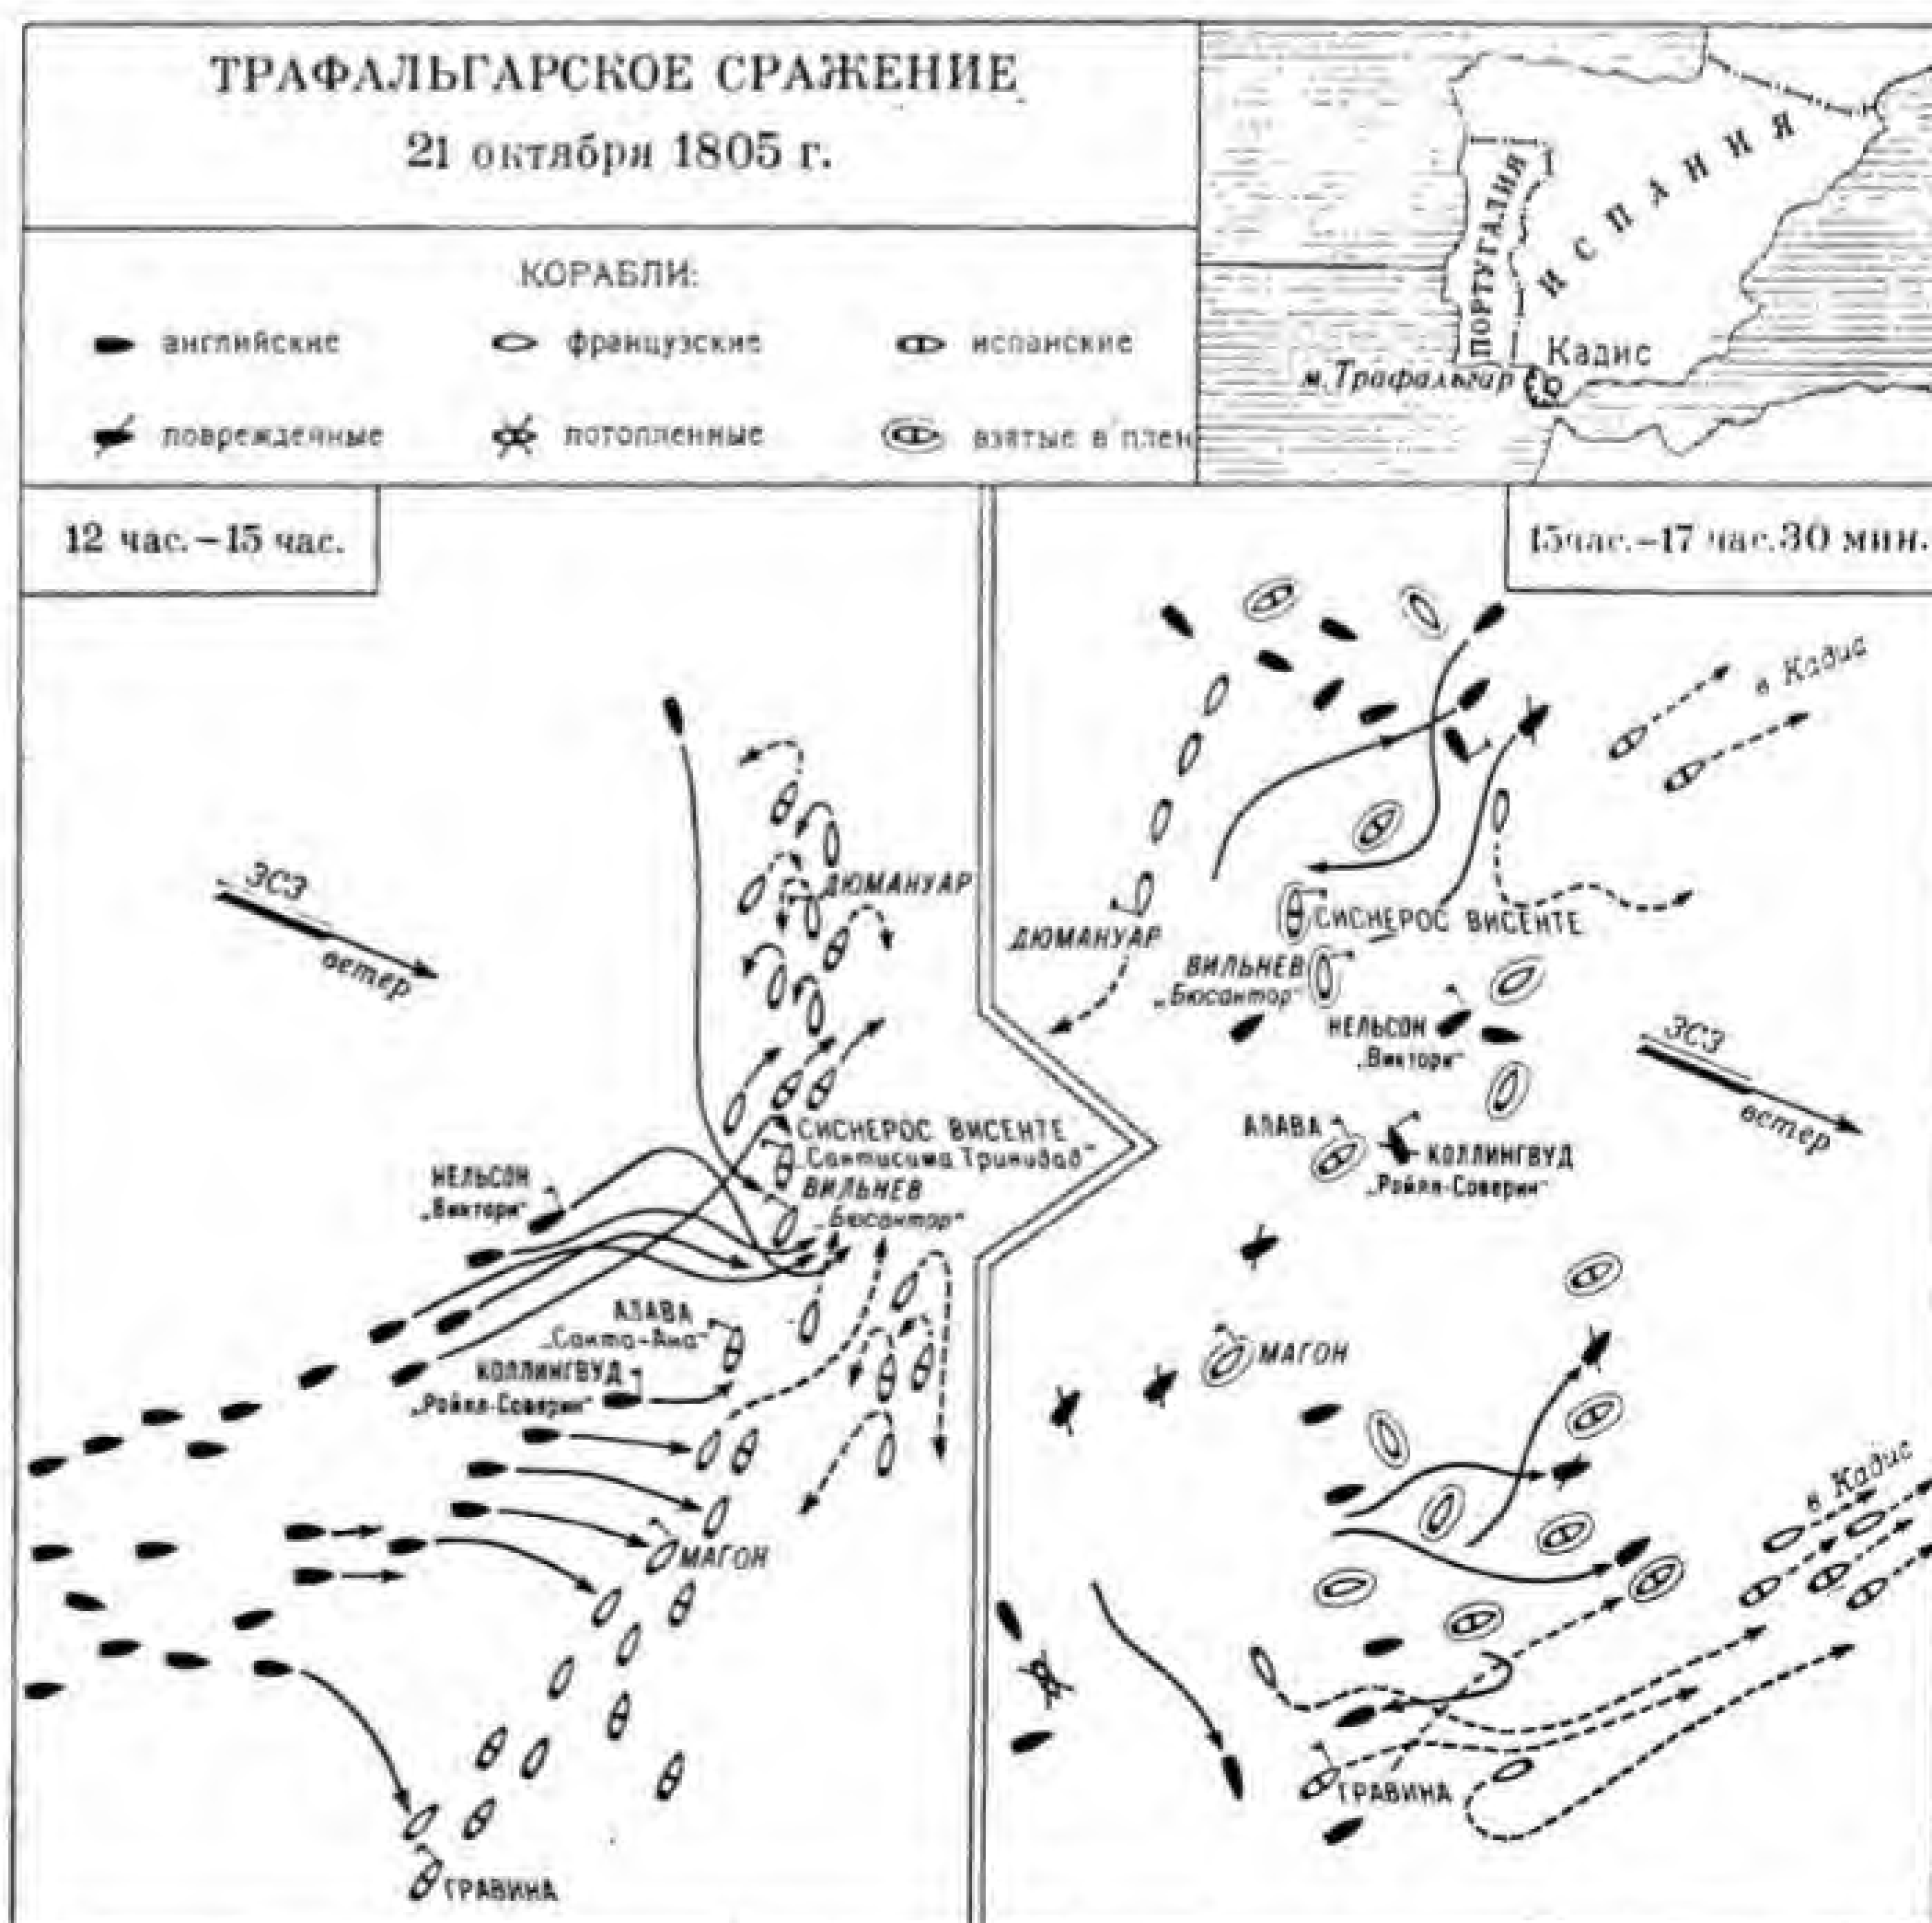 ТРАФАЛЬГАРСКОЕ СРАЖЕНИЕ
21 октября 1805 г.
КОРАБЛИ:
английские
французские
испанские
поврежденные
потопленные
взятые в плен
ПОРТУГАЛИЯ
ИСПАНИЯ
Кадис
м. Трафальгар
12 час.–15 час.
ЗСЗ
ветер
ДЮМАНУАР
СИСНЕРОС ВИСЕНТЕ
„Сантисима Тринидад“
НЕЛЬСОН
„Виктори“
ВИЛЬНЕВ
„Бюсантор“
АЛАВА
„Санта-Ана“
КОЛЛИНГВУД
„Ройял-Соверин“
МАГОН
ГРАВИНА
15 час.–17 час.30 мин.
в Кадис
СИСНЕРОС ВИСЕНТЕ
ДЮМАНУАР
ВИЛЬНЕВ
„Бюсантор“
НЕЛЬСОН
„Виктори“
ЗСЗ
ветер
АЛАВА
КОЛЛИНГВУД
„Ройял-Соверин“
МАГОН
в Кадис
ГРАВИНА